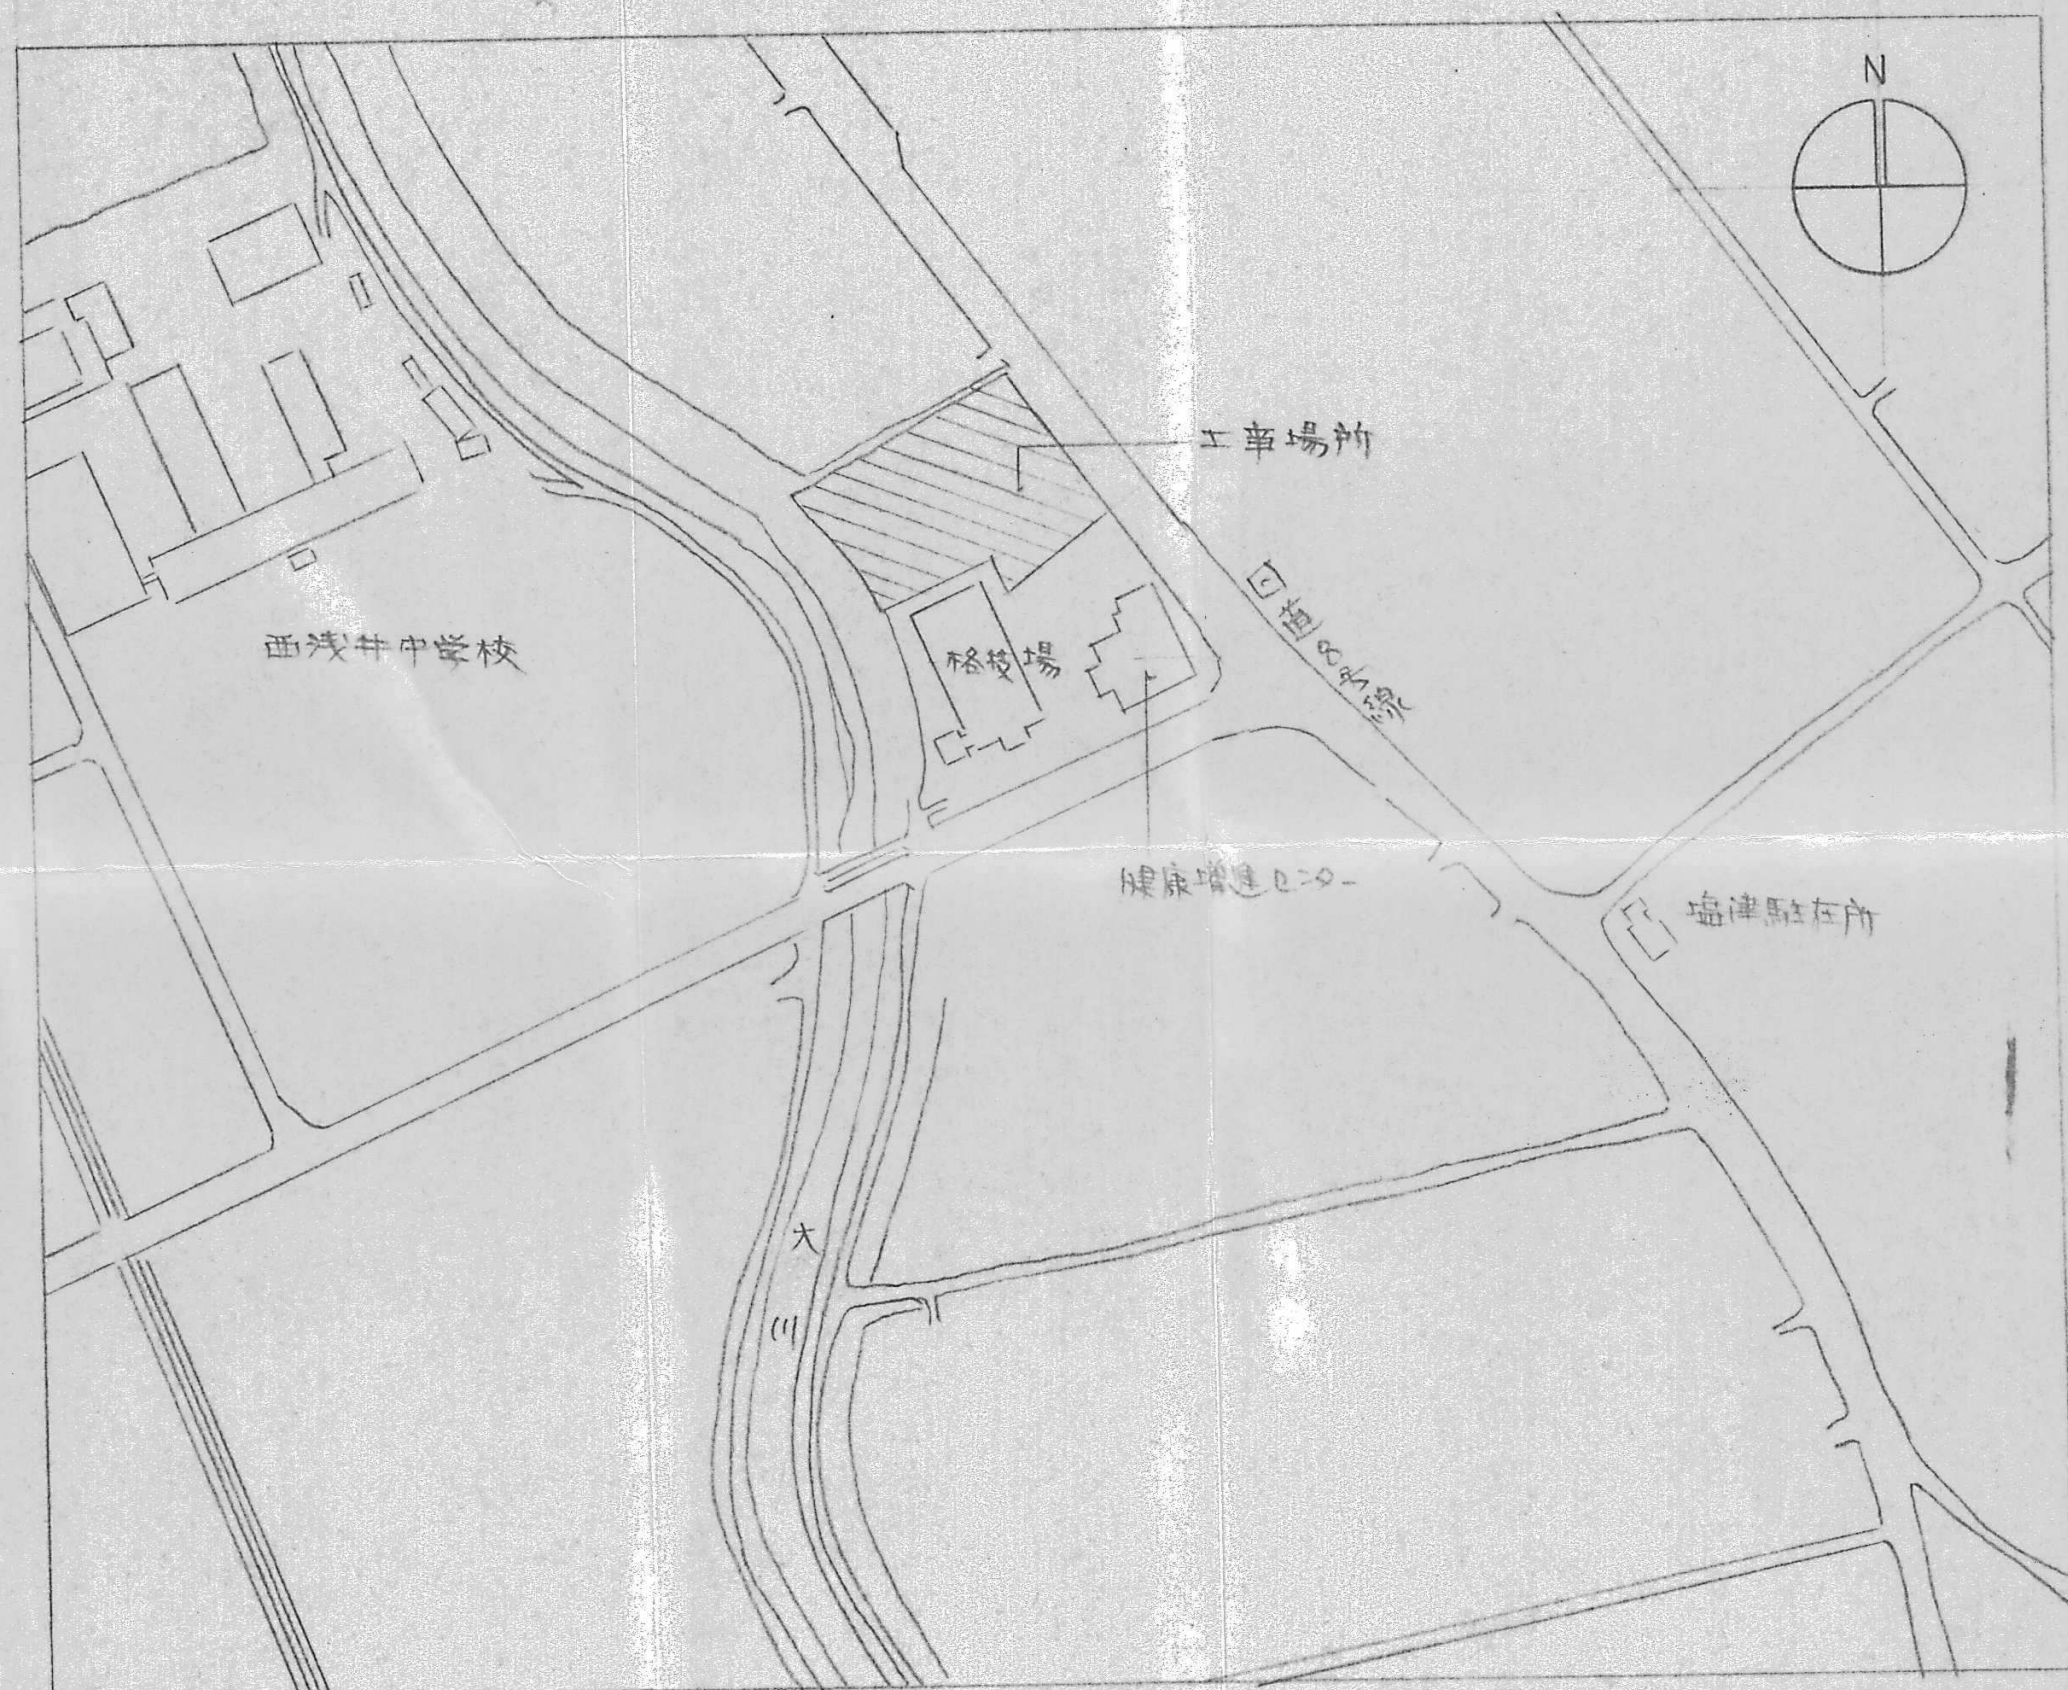 N
工事場所
国道8号線
西浅井中学校
格技場
健康増進センター
塩津駐在所
大川